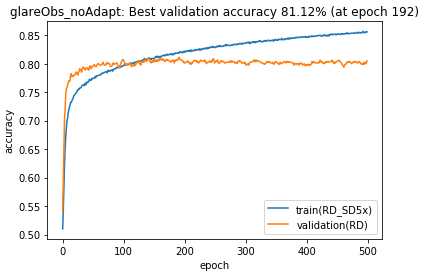 glareObs_noAdapt: Best validation accuracy 81.12% (at epoch 192)
0.85
0.80
0.75
0.70
0.65
0.60
0.55
0.50
accuracy
train(RD_SD5x)
validation(RD)
0 100 200 300 400 500
epoch